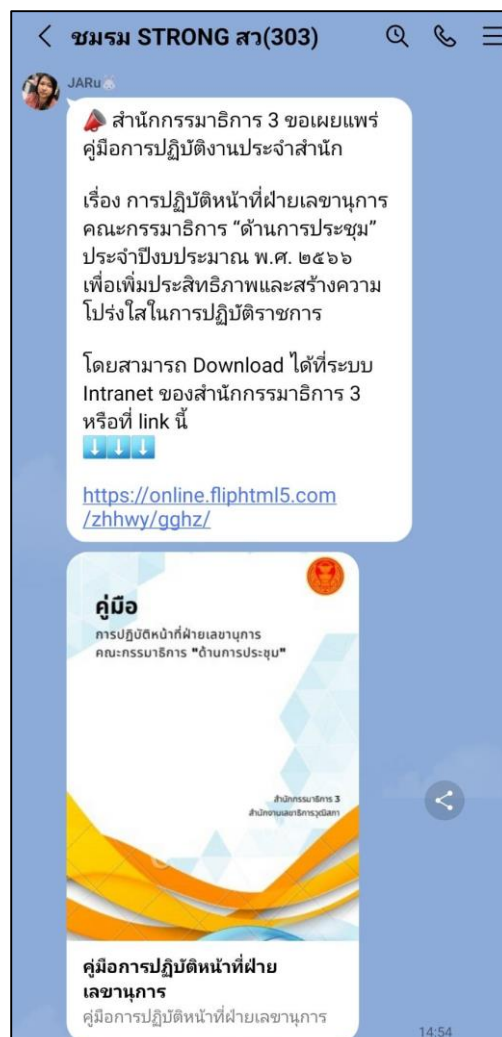 ชมรม STRONG สว(303)
JARu
สำนักกรรมาธิการ 3 ขอเผยแพร่
คู่มือการปฏิบัติงานประจำสำนัก
เรื่อง การปฏิบัติหน้าที่ฝ่ายเลขานุการ
คณะกรรมาธิการ “ด้านการประชุม”
ประจำปีงบประมาณ พ.ศ. ๒๕๖๖
เพื่อเพิ่มประสิทธิภาพและสร้างความ
โปร่งใสในการปฏิบัติราชการ
โดยสามารถ Download ได้ที่ระบบ
Intranet ของสำนักกรรมาธิการ 3
หรือที่ link นี้
https://online.fliphtml5.com
/zhhwy/gghz/
คู่มือ
การปฏิบัติหน้าที่ฝ่ายเลขานุการ
คณะกรรมาธิการ "ด้านการประชุม"
สำนักกรรมาธิการ 3
สำนักงานเลขาธิการวุฒิสภา
คู่มือการปฏิบัติหน้าที่ฝ่าย
เลขานุการ
คู่มือการปฏิบัติหน้าที่ฝ่ายเลขานุการ
14:54